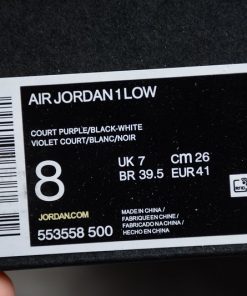 AIR JORDAN 1 LOW
COURT PURPLE/BLACK-WHITE
VIOLET COURT/BLANC/NOIR
8
UK 7 CM 26
BR 39.5 EUR 41
JORDAN.COM
553558 500
MADE IN CHINA /
FABRIQUE EN CHINE /
FABRICADO NA CHINA /
HECHO EN CHINA